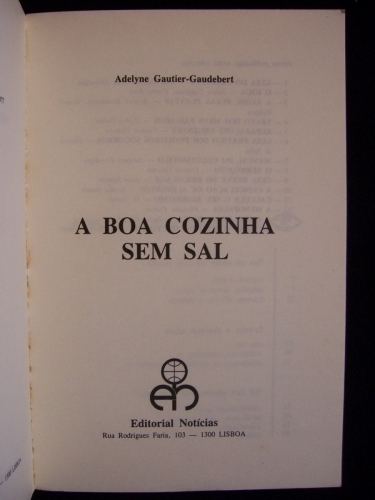 Adelyne Gautier-Gaudebert
A BOA COZINHA
SEM SAL
Editorial Notícias
Rua Rodrigues Faria, 103 — 1300 LISBOA